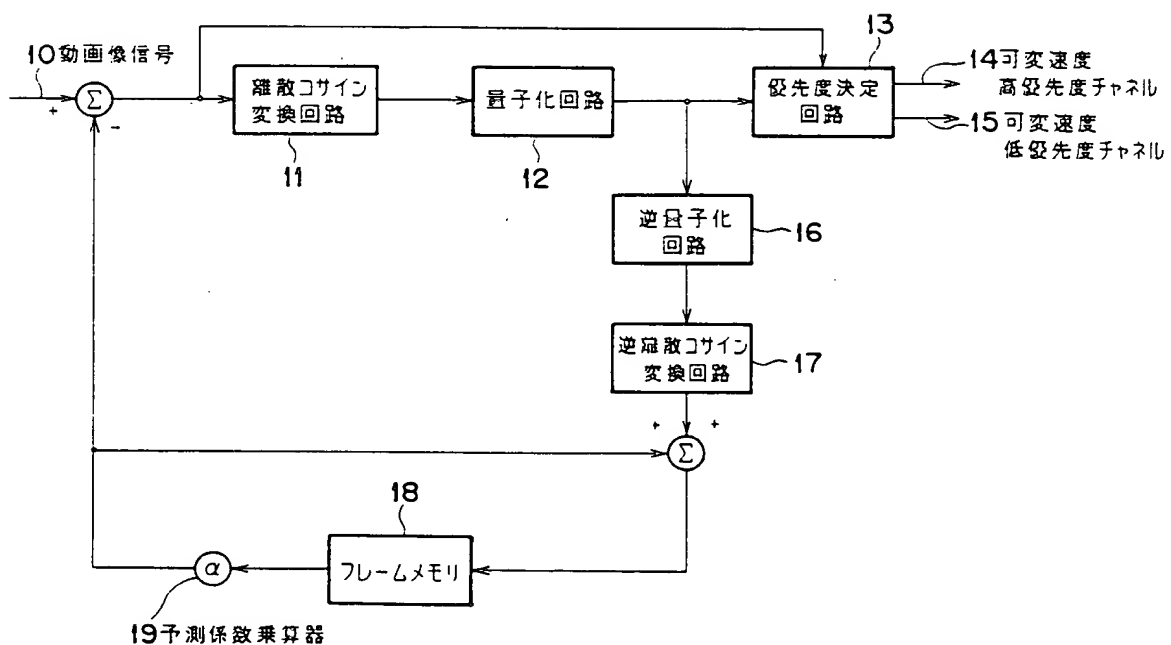 10動画像信号
+
Σ
-
離散コサイン
変換回路
11
量子化回路
12
13
優先度決定
回路
14可変速度
高優先度チャネル
15可変速度
低優先度チャネル
逆量子化
回路
16
逆離散コサイン
変換回路
17
+
+
Σ
18
フレームメモリ
α
19予測係数乗算器